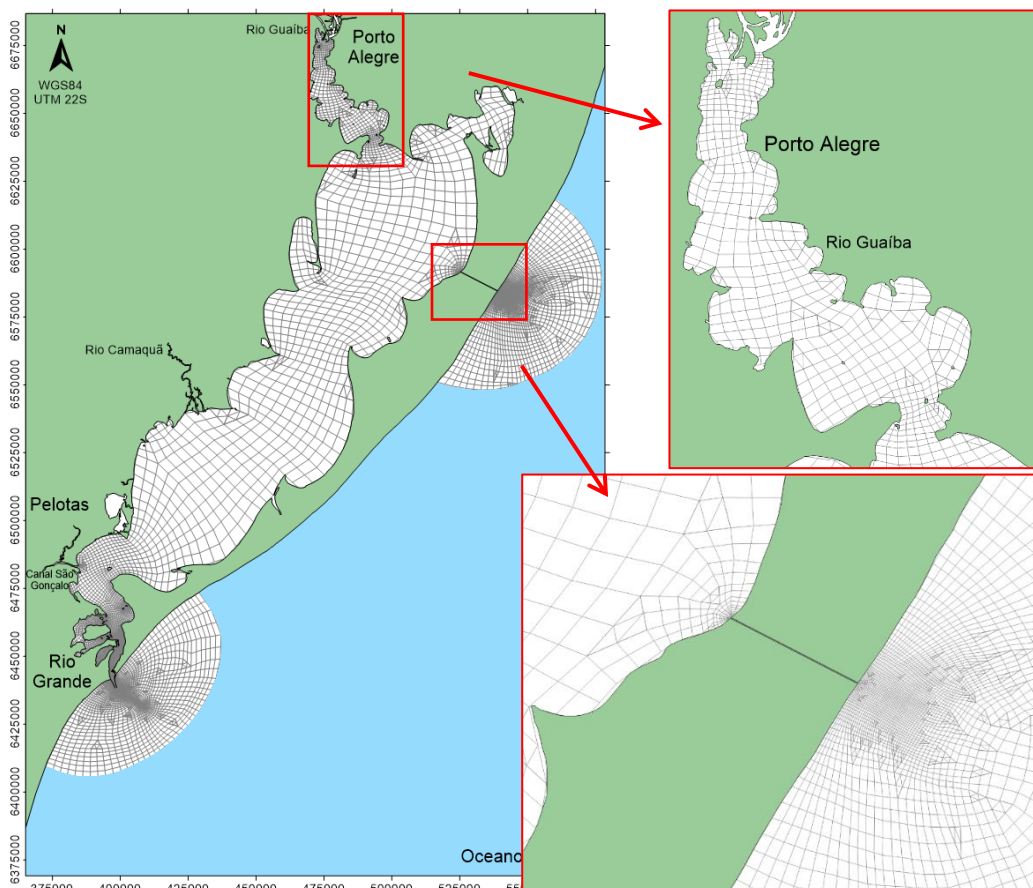 Rio Guaíba
Porto
Alegre
N
WGS84
UTM 22S
6675000
6650000
6625000
6600000
6575000
6550000
6525000
6500000
6475000
6450000
6425000
6400000
6375000
Rio Camaquã
Pelotas
Canal São
Gonçalo
Rio
Grande
Oceano
375000
400000
425000
450000
475000
500000
525000
Porto Alegre
Rio Guaíba